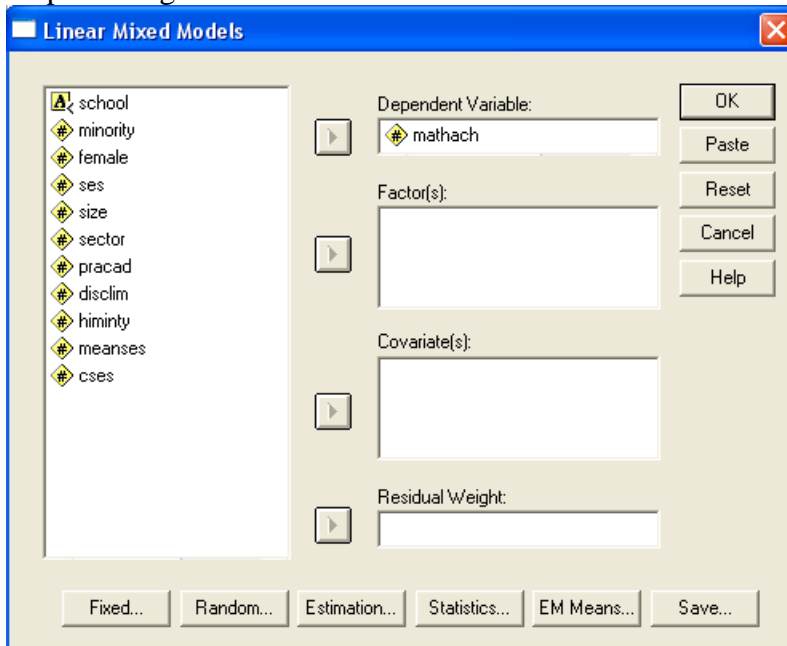 Linear Mixed Models
school
minority
female
ses
size
sector
pracad
disclim
himinty
meanses
cses
Dependent Variable:
mathach
Factor(s):
Covariate(s):
Residual Weight:
OK
Paste
Reset
Cancel
Help
Fixed... Random... Estimation... Statistics... EM Means... Save...